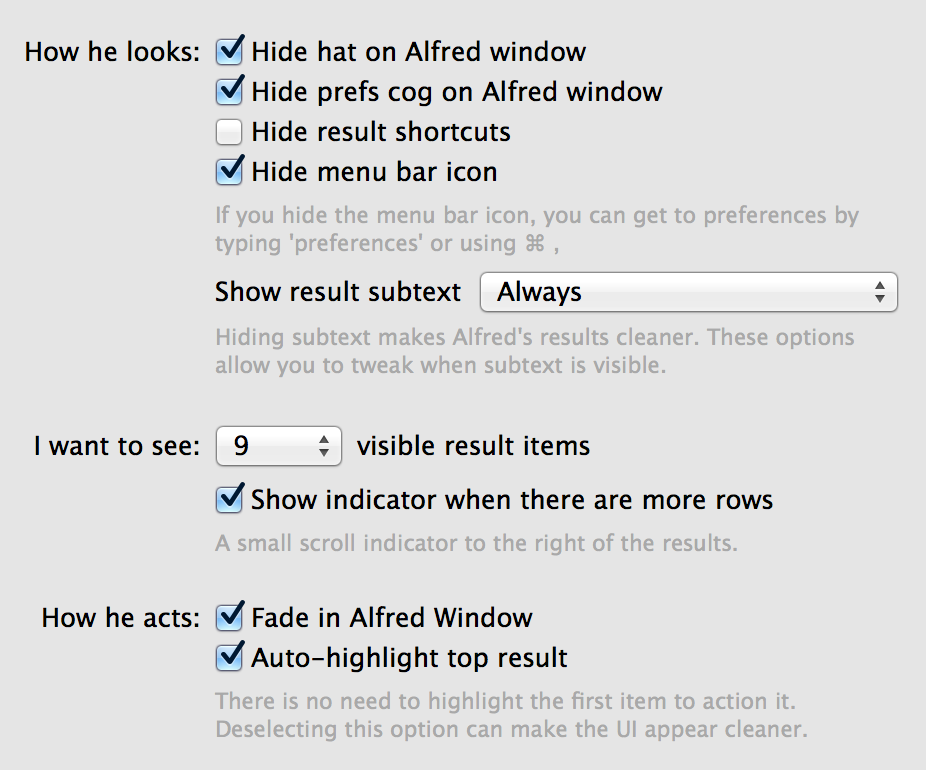 How he looks: Hide hat on Alfred window
Hide prefs cog on Alfred window
Hide result shortcuts
Hide menu bar icon
If you hide the menu bar icon, you can get to preferences by
typing 'preferences' or using ⌘ ,
Show result subtext Always
Hiding subtext makes Alfred's results cleaner. These options
allow you to tweak when subtext is visible.
I want to see: 9 visible result items
Show indicator when there are more rows
A small scroll indicator to the right of the results.
How he acts: Fade in Alfred Window
Auto-highlight top result
There is no need to highlight the first item to action it.
Deselecting this option can make the UI appear cleaner.